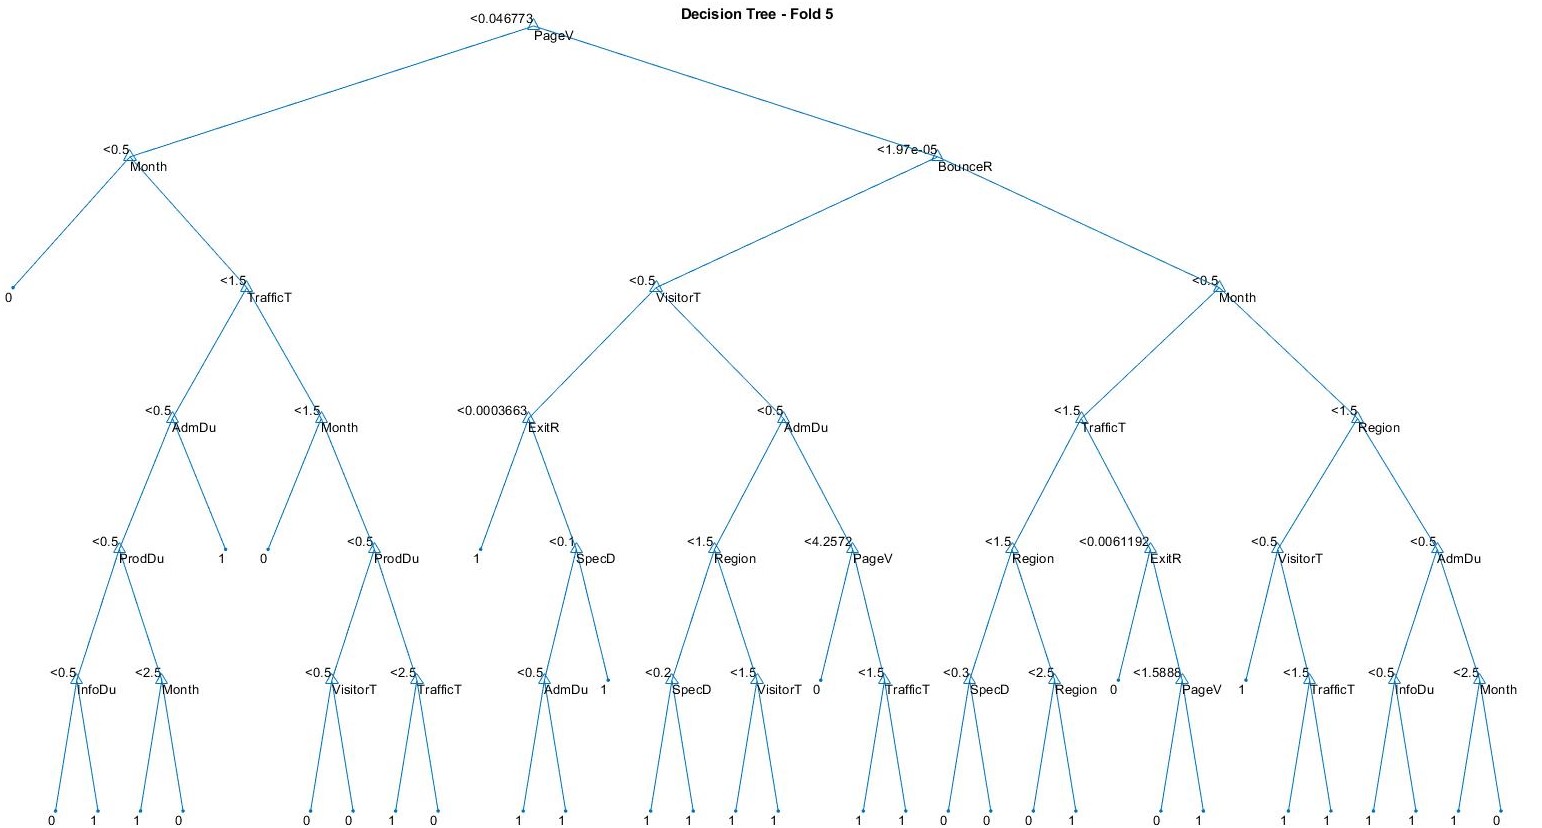 Decision Tree - Fold 5
<0.046773
PageV
<0.5
Month
<1.97e-05
BounceR
0
<1.5
TrafficT
<0.5
VisitorT
<0.5
Month
<0.5
AdmDu
<1.5
Month
<0.0003663
ExitR
<0.5
AdmDu
<1.5
TrafficT
<1.5
Region
<0.5
ProdDu
1
0
<0.5
ProdDu
1
<0.1
SpecD
<1.5
Region
<4.2572
PageV
<1.5
Region
<0.0061192
ExitR
<0.5
VisitorT
<0.5
AdmDu
<0.5
InfoDu
<2.5
Month
<0.5
VisitorT
<2.5
TrafficT
<0.5
AdmDu
1
<0.2
SpecD
<1.5
VisitorT
0
<1.5
TrafficT
<0.3
SpecD
<2.5
Region
0
<1.5888
PageV
1
<1.5
TrafficT
<0.5
InfoDu
<2.5
Month
0 1 1 0 0 0 1 0 1 1 1 1 1 1 1 1 0 0 0 1 0 1 1 1 1 1 1 0